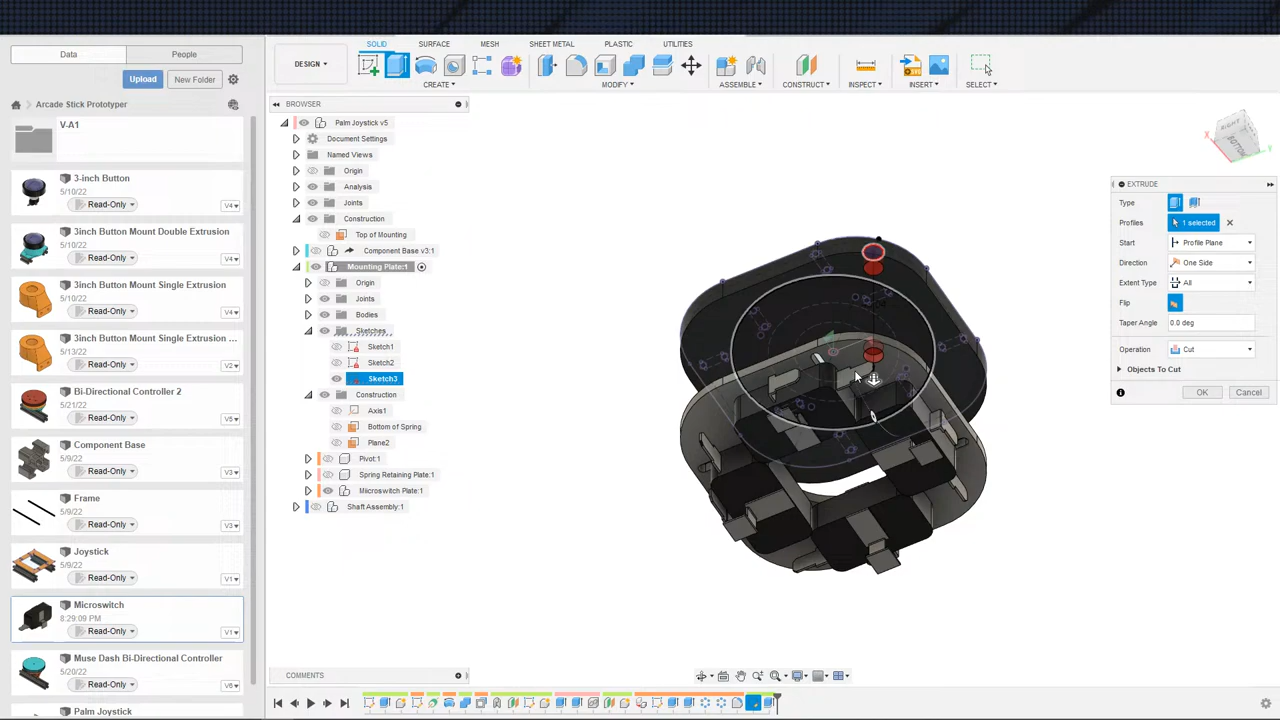 Data
People
Upload
New Folder
Arcade Stick Prototyper
V-A1
3-inch Button
5/10/22
Read-Only
V4
3inch Button Mount Double Extrusion
5/21/22
Read-Only
V4
3inch Button Mount Single Extrusion
5/10/22
Read-Only
V4
3inch Button Mount Single Extrusion ...
5/13/22
Read-Only
V2
Bi-Directional Controller 2
5/21/22
Read-Only
Component Base
5/9/22
Read-Only
V3
Frame
5/9/22
Read-Only
V3
Joystick
5/9/22
Read-Only
V1
Microswitch
8:29:09 PM
Read-Only
V1
Muse Dash Bi-Directional Controller
5/20/22
Read-Only
Palm Joystick
SOLID
SURFACE
MESH
SHEET METAL
PLASTIC
UTILITIES
DESIGN
CREATE
MODIFY
ASSEMBLE
CONSTRUCT
INSPECT
INSERT
SELECT
BROWSER
Palm Joystick v5
Document Settings
Named Views
Origin
Analysis
Joints
Construction
Top of Mounting
Component Base v3:1
Mounting Plate:1
Origin
Joints
Bodies
Sketches
Sketch1
Sketch2
Sketch3
Construction
Axis1
Bottom of Spring
Plane2
Pivot:1
Spring Retaining Plate:1
Miicroswitch Plate:1
Shaft Assembly:1
RIGHT
X
Y
EXTRUDE
Type
Profiles
1 selected
Start
Profile Plane
Direction
One Side
Extent Type
All
Flip
Taper Angle
0.0 deg
Operation
Cut
Objects To Cut
OK
Cancel
COMMENTS